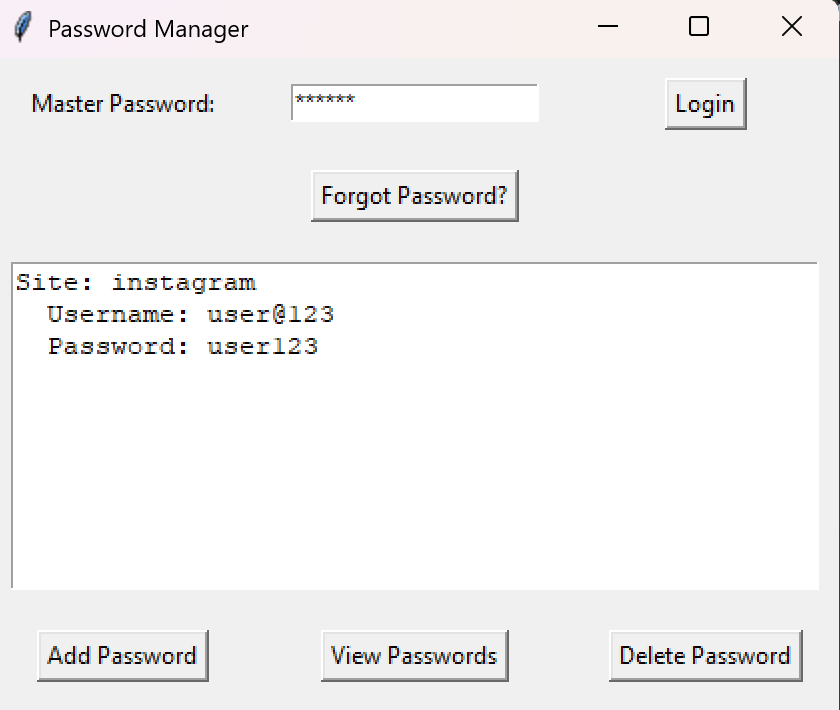 Password Manager
Master Password: ****** Login
Forgot Password?
Site: instagram
  Username: user@123
  Password: user123
Add Password View Passwords Delete Password